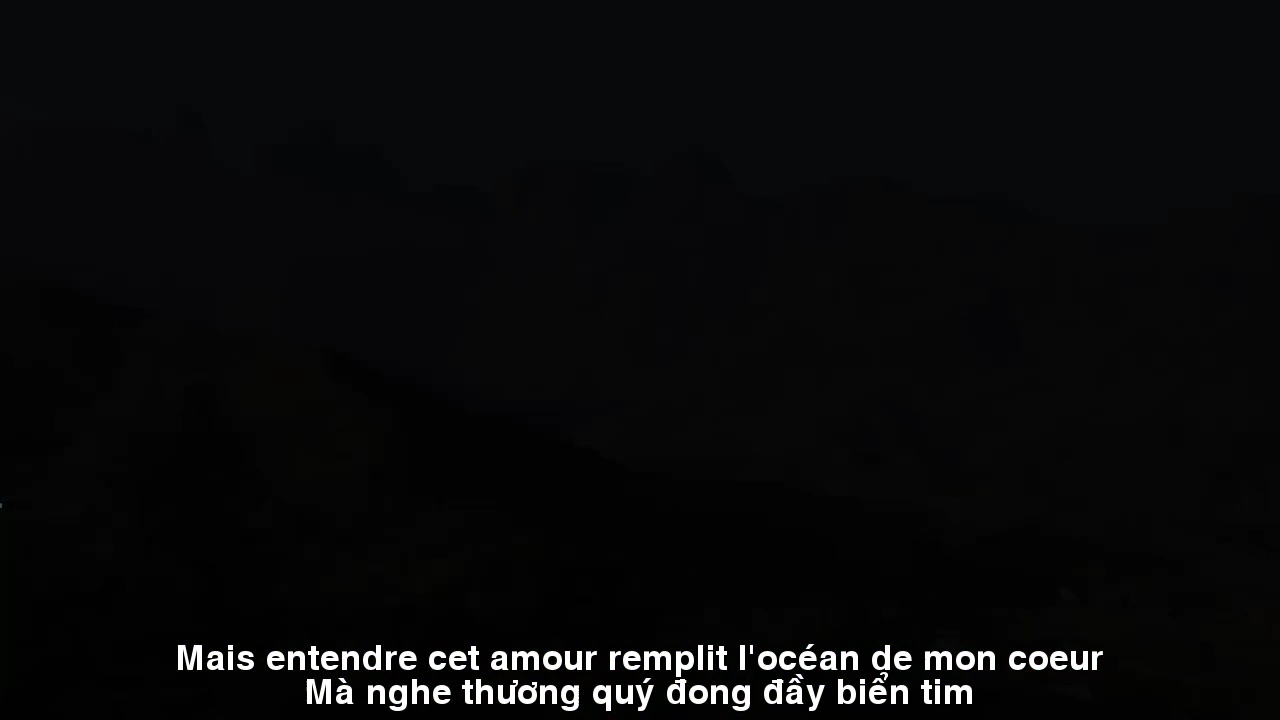 Mais entendre cet amour remplit l'océan de mon coeur
Mà nghe thương quý đong đầy biển tim